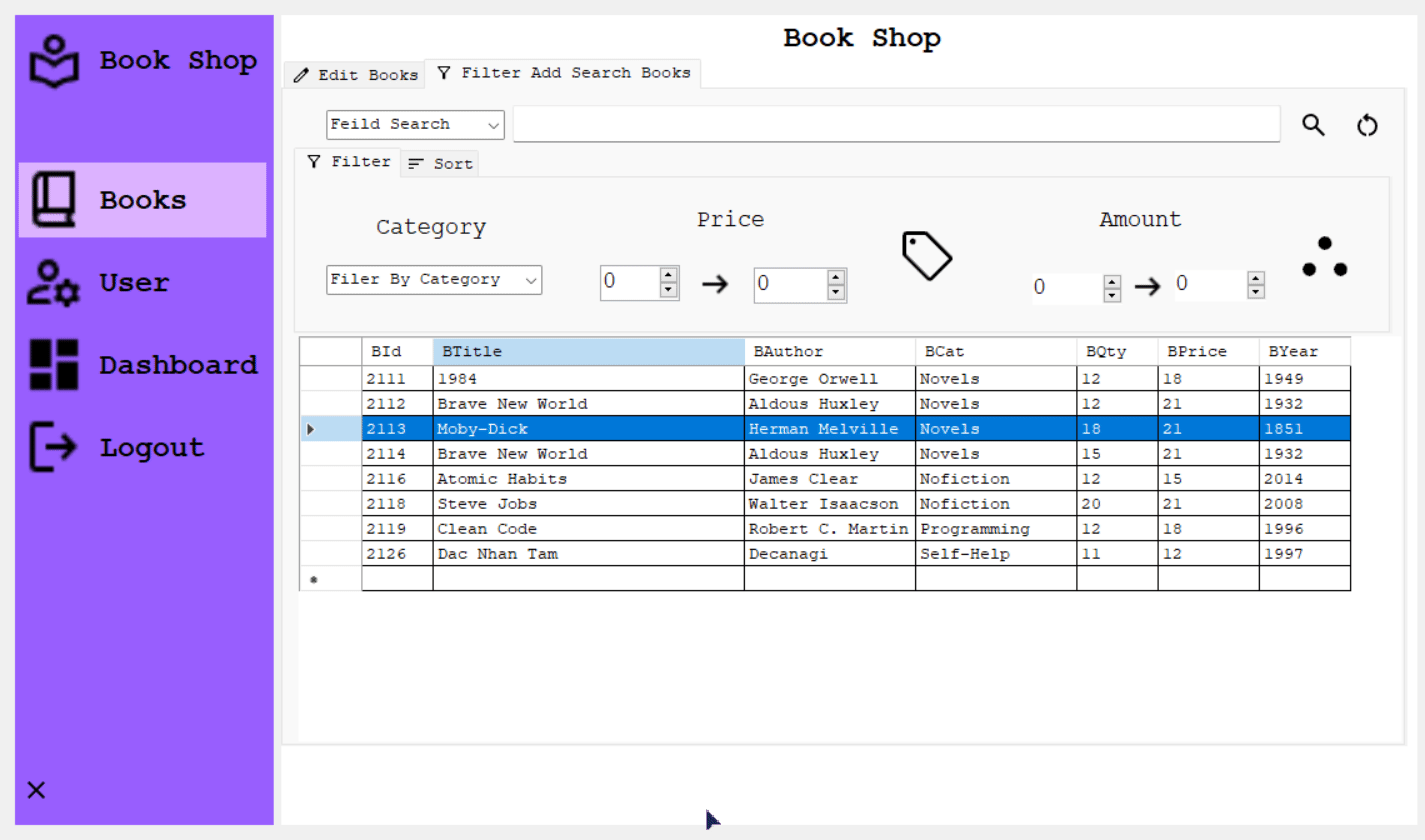 Book Shop
Books
User
Dashboard
Logout
Book Shop
Edit Books
Filter Add Search Books
Feild Search
Filter
Sort
Category
Price
Amount
Filer By Category
0
0
0
0
BId BTitle BAuthor BCat BQty BPrice BYear
2111 1984 George Orwell Novels 12 18 1949
2112 Brave New World Aldous Huxley Novels 12 21 1932
2113 Moby-Dick Herman Melville Novels 18 21 1851
2114 Brave New World Aldous Huxley Novels 15 21 1932
2116 Atomic Habits James Clear Nofiction 12 15 2014
2118 Steve Jobs Walter Isaacson Nofiction 20 21 2008
2119 Clean Code Robert C. Martin Programming 12 18 1996
2126 Dac Nhan Tam Decanagi Self-Help 11 12 1997